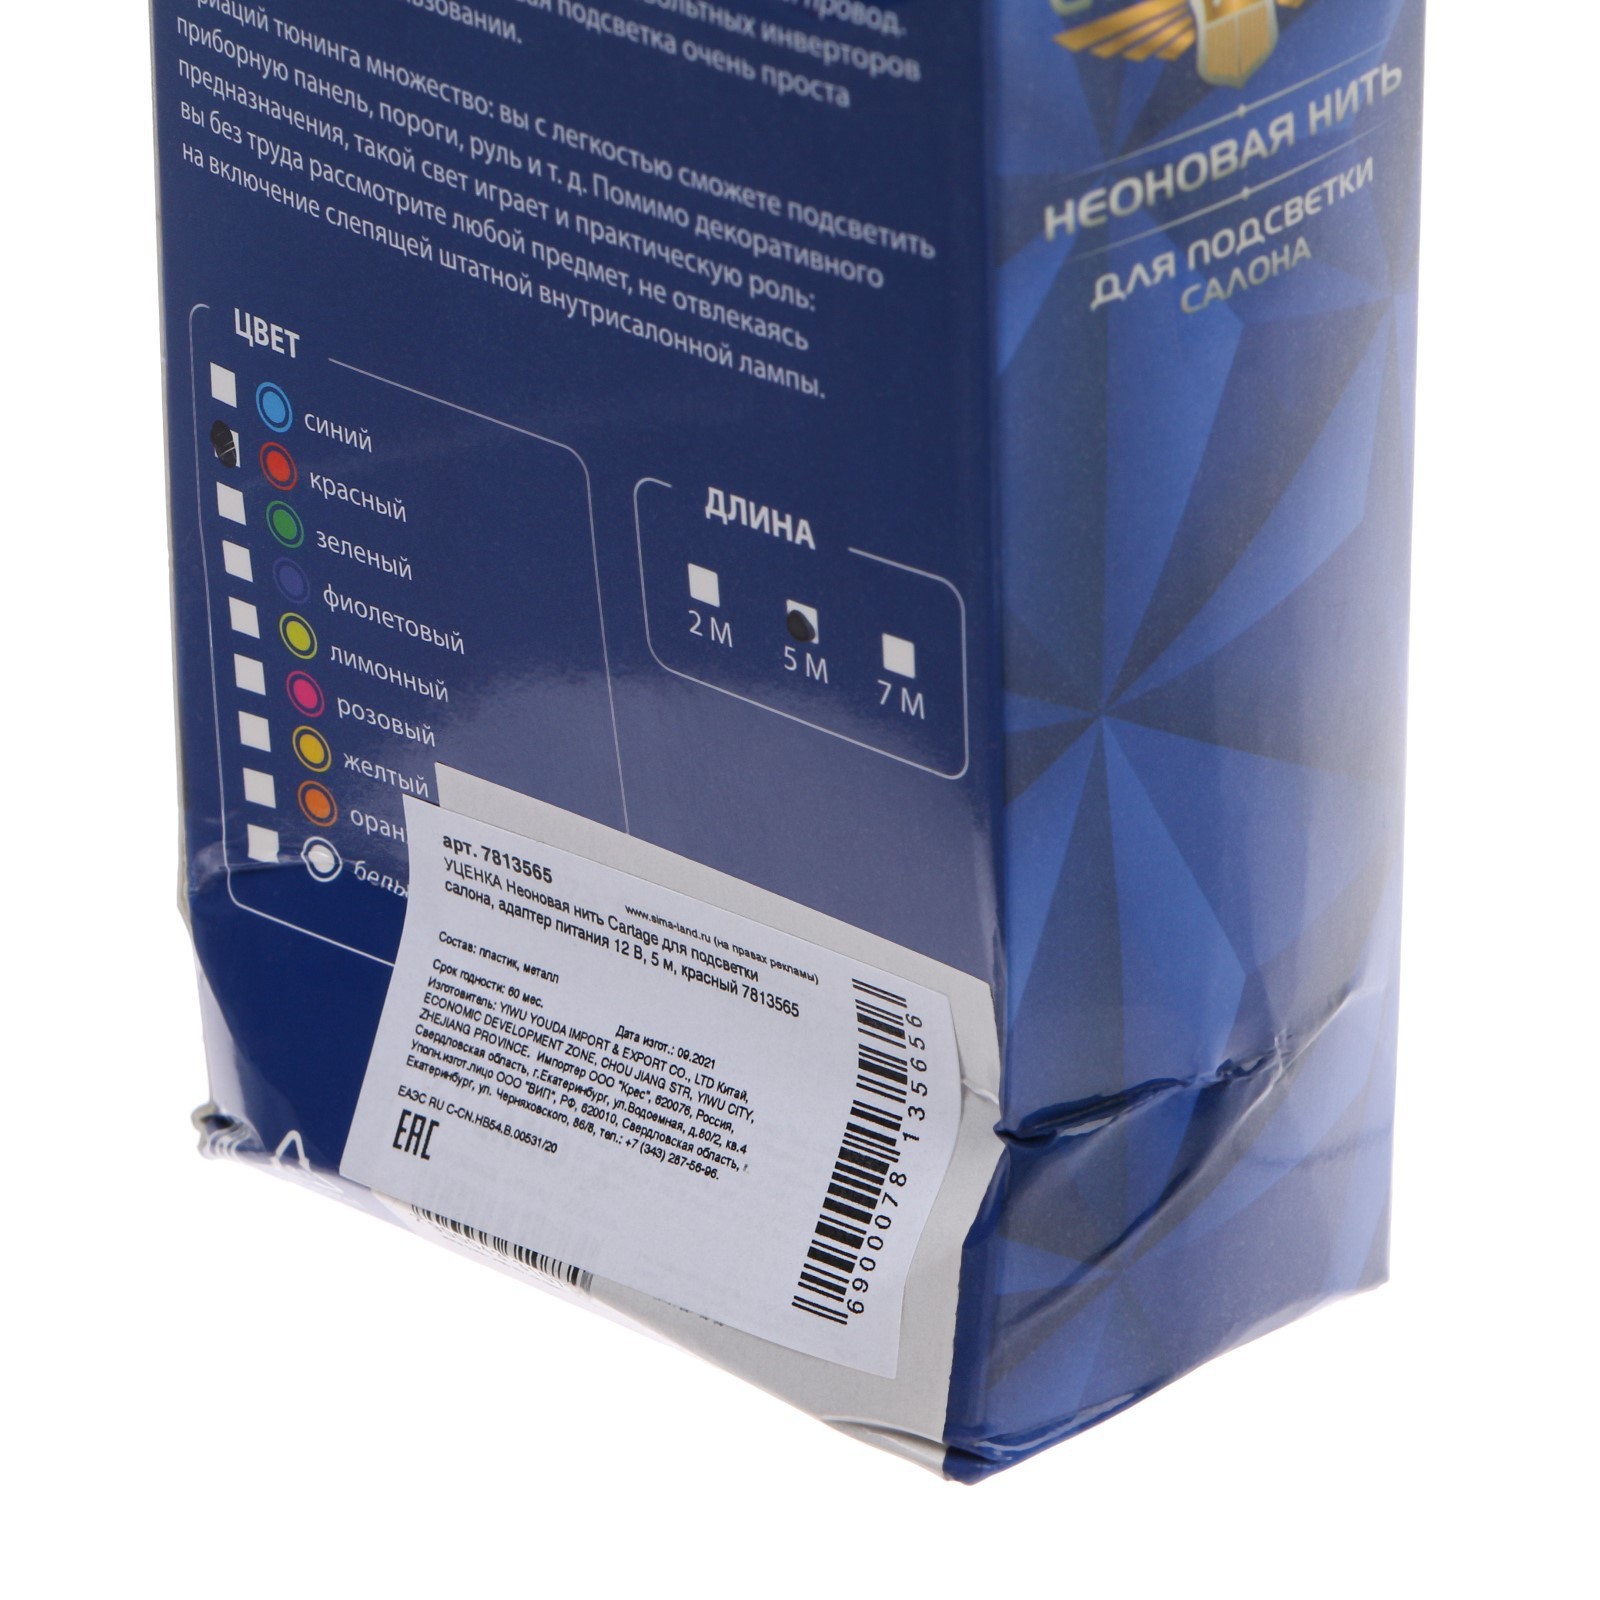 провод.
вольтных инверторов
подсветка очень проста
тюнинга множество: вы с легкостью сможете подсветить
приборную панель, пороги, руль и т. д. Помимо декоративного
предназначения, такой свет играет и практическую роль:
вы без труда рассмотрите любой предмет, не отвлекаясь
на включение слепящей штатной внутрисалонной лампы.
ЦВЕТ
синий
красный
зеленый
фиолетовый
лимонный
розовый
желтый
оран
белы
ДЛИНА
2 М
5 М
7 М
НЕОНОВАЯ НИТЬ
ДЛЯ ПОДСВЕТКИ
САЛОНА
арт. 7813565
www.sima-land.ru (на правах рекламы)
УЦЕНКА Неоновая нить Cartage для подсветки
салона, адаптер питания 12 В, 5 м, красный 7813565
Состав: пластик, металл
Срок годности: 60 мес.
Дата изгот.: 09.2021
Изготовитель: YIWU YOUDA IMPORT & EXPORT CO., LTD Китай,
ECONOMIC DEVELOPMENT ZONE, CHOU JIANG STR, YIWU CITY,
ZHEJIANG PROVINCE. Импортер ООО "Крес", 620076, Россия,
Свердловская область, г.Екатеринбург, ул.Водоемная, д.80/2, кв.4
Уполн.изгот.лицо ООО "ВИП", РФ, 620010, Свердловская область, г.
Екатеринбург, ул. Черняховского, 86/8, тел.: +7 (343) 287-56-96.
ЕАЭС RU C-CN.HB54.B.00531/20
EAC
6900078135656